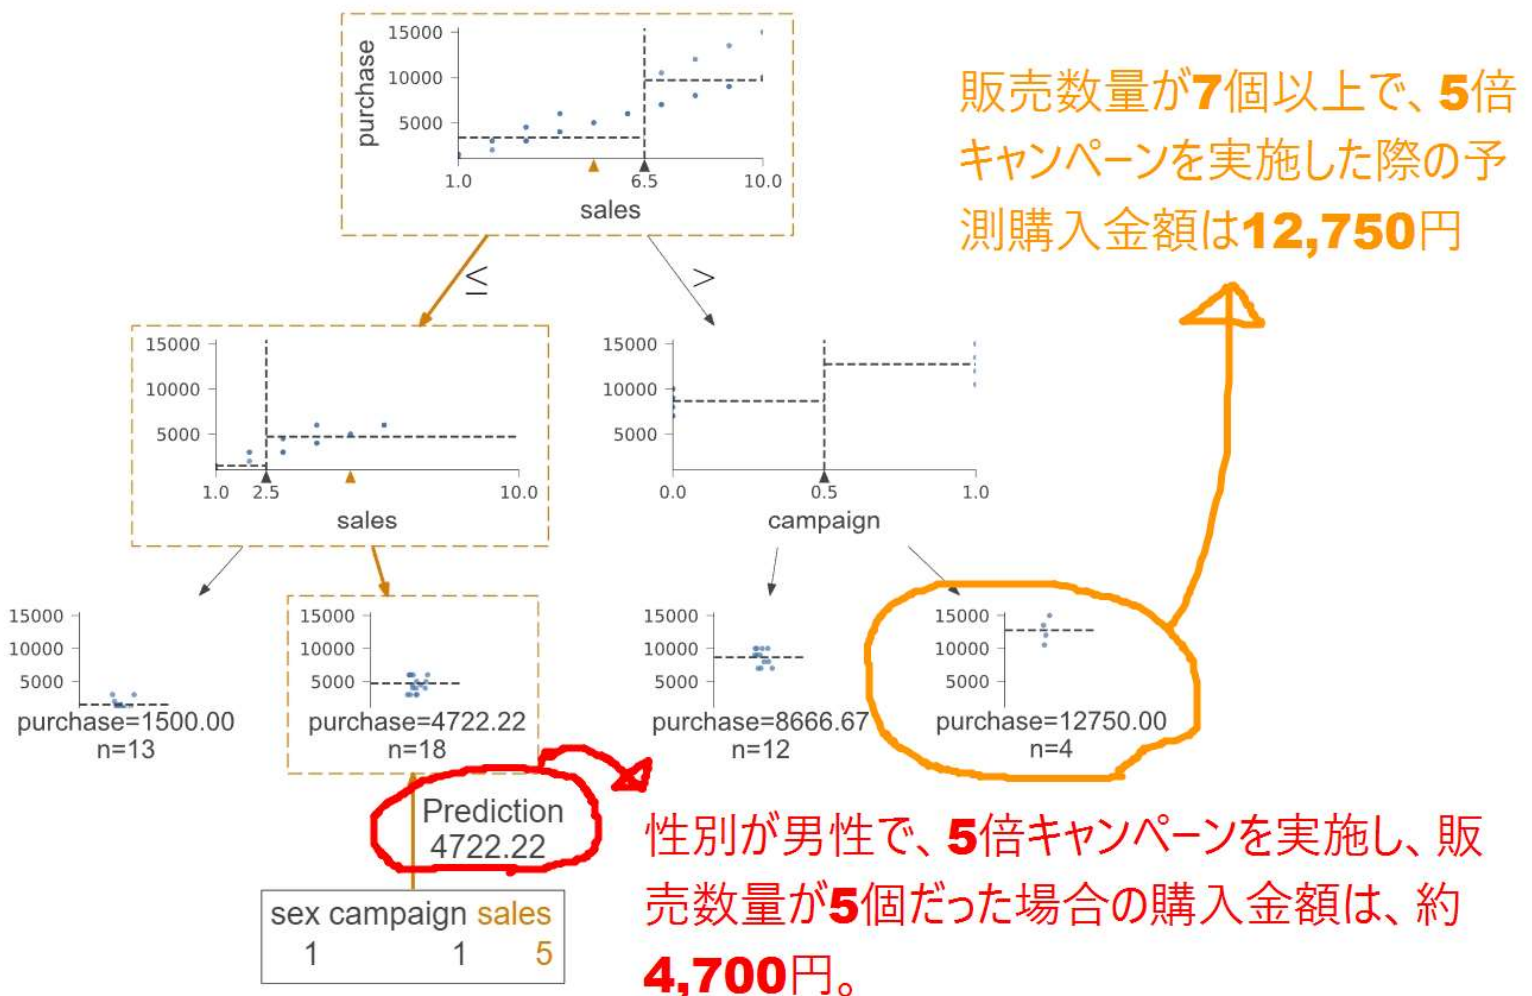 15000
10000
5000
purchase
1.0
6.5
10.0
sales
販売数量が7個以上で、5倍
キャンペーンを実施した際の予
測購入金額は12,750円
≤
>
15000
10000
5000
1.0
2.5
10.0
sales
15000
10000
5000
0.0
0.5
1.0
campaign
15000
10000
5000
purchase=1500.00
n=13
15000
10000
5000
purchase=4722.22
n=18
15000
10000
5000
purchase=8666.67
n=12
15000
10000
5000
purchase=12750.00
n=4
Prediction
4722.22
sex campaign sales
1 1 5
性別が男性で、5倍キャンペーンを実施し、販
売数量が5個だった場合の購入金額は、約
4,700円。